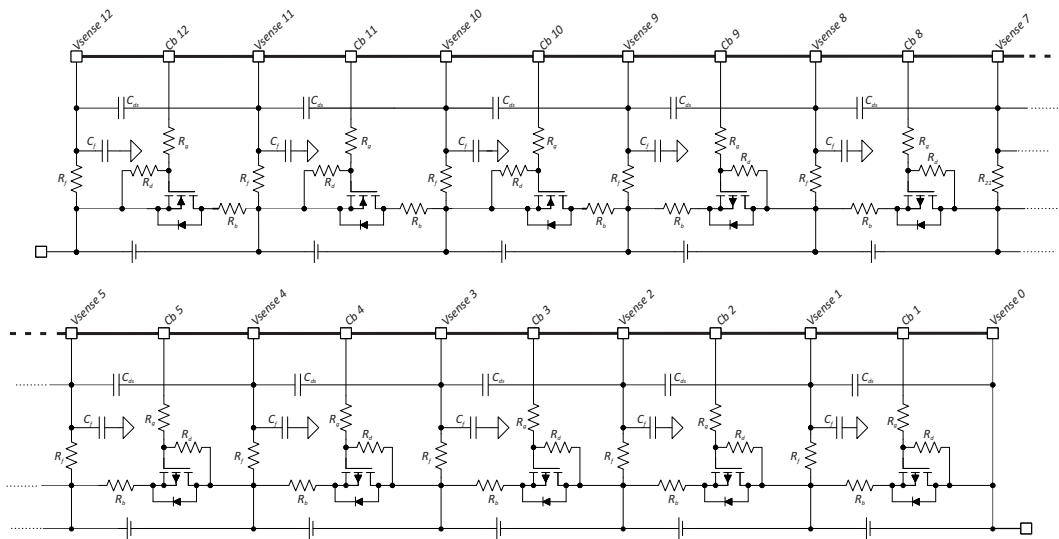 Vsense 12 Cb 12 Vsense 11 Cb 11 Vsense 10 Cb 10 Vsense 9 Cb 9 Vsense 8 Cb 8 Vsense 7
Cds Cds Cds Cds Cds
Cf Rg Cf Rg Cf Rg Cf Rg Cf Rg
Rd Rd
Rf Rd Rf Rd Rf Rd Rf Rf R21
Rb Rb Rb Rb Rb
Vsense 5 Cb 5 Vsense 4 Cb 4 Vsense 3 Cb 3 Vsense 2 Cb 2 Vsense 1 Cb 1 Vsense 0
Cds Cds Cds Cds Cds
Cf Rg Cf Rg Cf Rg Cf Rg Cf Rg
Rd Rd Rd Rd Rd
Rf Rf Rf Rf Rf
Rb Rb Rb Rb Rb